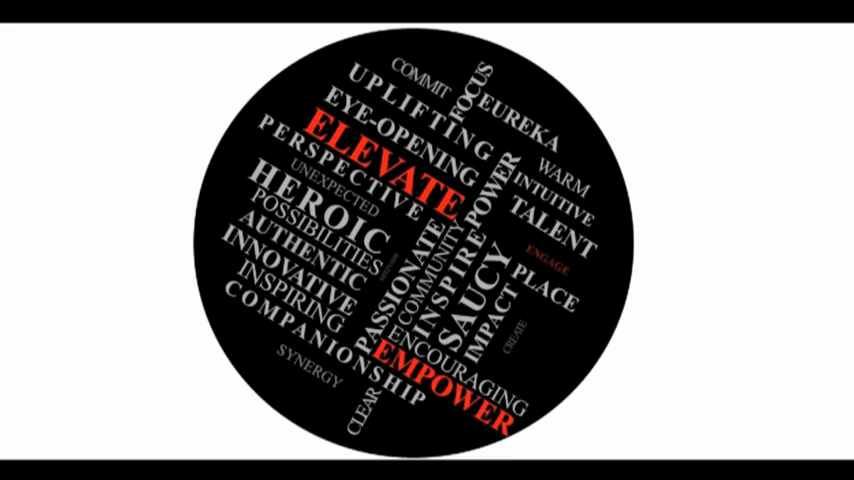 COMMIT
FOCUS
UPLIFTING
EUREKA
EYE-OPENING
ELEVATE
PERSPECTIVE
WARM
POWER
INTUITIVE
UNEXPECTED
TALENT
HEROIC
POSSIBILITIES
AUTHENTIC
PASSIONATE
COMMUNITY
INSPIRE
SAUCY
ENGAGE
INNOVATIVE
PLACE
INSPIRING
IMPACT
COMPANIONSHIP
CREATE
ENCOURAGING
EMPOWER
SYNERGY
CLEAR